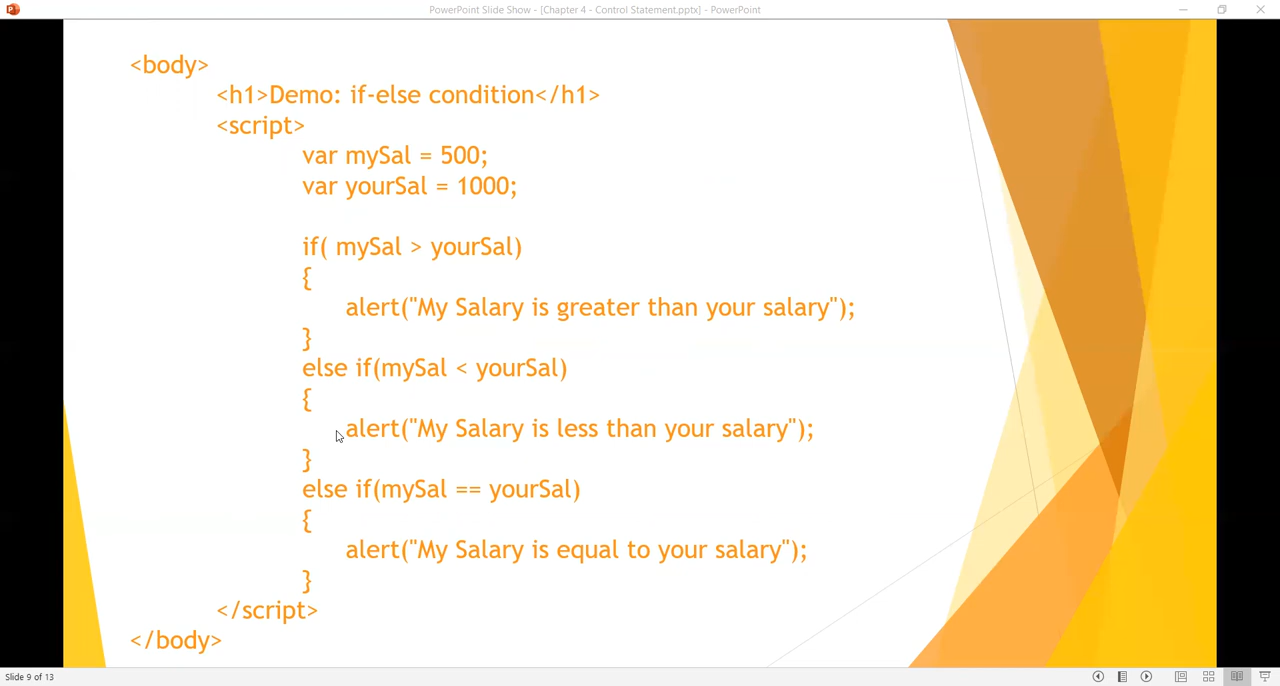 PowerPoint Slide Show - [Chapter 4 - Control Statement.pptx] - PowerPoint
<body>
<h1>Demo: if-else condition</h1>
<script>
var mySal = 500;
var yourSal = 1000;
if( mySal > yourSal)
{
alert("My Salary is greater than your salary");
}
else if(mySal < yourSal)
{
alert("My Salary is less than your salary");
}
else if(mySal == yourSal)
{
alert("My Salary is equal to your salary");
}
</script>
</body>
Slide 9 of 13